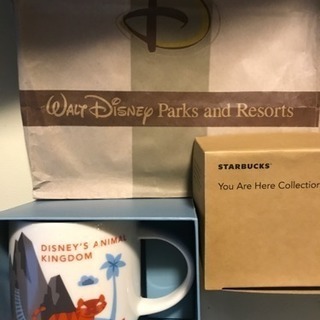 D
WALT DISNEY Parks and Resorts
STARBUCKS
You Are Here Collection
DISNEY'S ANIMAL
KINGDOM